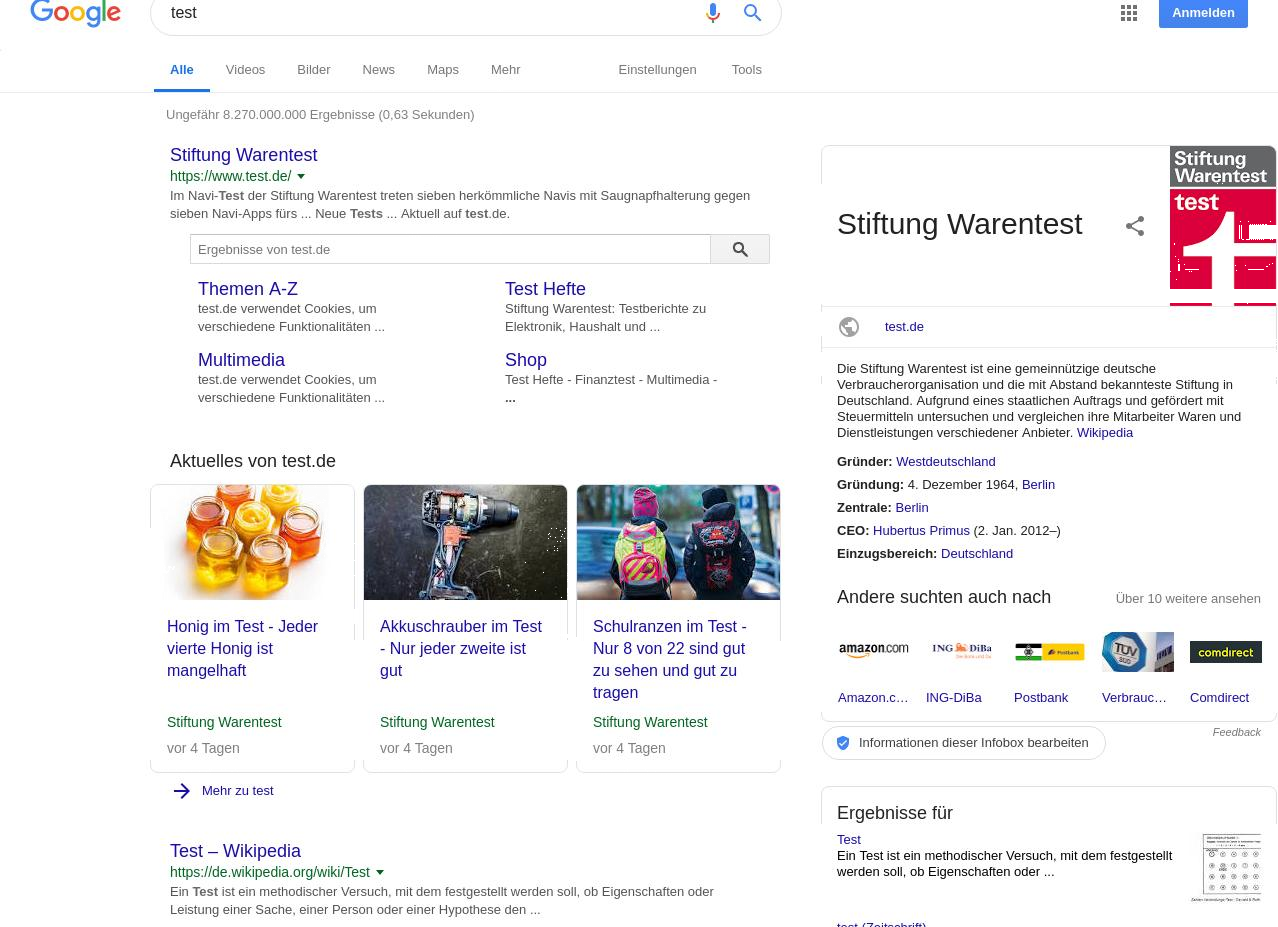 Google
test
Anmelden
Alle
Videos
Bilder
News
Maps
Mehr
Einstellungen
Tools
Ungefähr 8.270.000.000 Ergebnisse (0,63 Sekunden)
Stiftung Warentest
https://www.test.de/
Im Navi-Test der Stiftung Warentest treten sieben herkömmliche Navis mit Saugnapfhalterung gegen
sieben Navi-Apps fürs ... Neue Tests ... Aktuell auf test.de.
Ergebnisse von test.de
Themen A-Z
test.de verwendet Cookies, um
verschiedene Funktionalitäten ...
Test Hefte
Stiftung Warentest: Testberichte zu
Elektronik, Haushalt und ...
Multimedia
test.de verwendet Cookies, um
verschiedene Funktionalitäten ...
Shop
Test Hefte - Finanztest - Multimedia -
...
Aktuelles von test.de
Honig im Test - Jeder
vierte Honig ist
mangelhaft
Stiftung Warentest
vor 4 Tagen
Akkuschrauber im Test
- Nur jeder zweite ist
gut
Stiftung Warentest
vor 4 Tagen
Schulranzen im Test -
Nur 8 von 22 sind gut
zu sehen und gut zu
tragen
Stiftung Warentest
vor 4 Tagen
Mehr zu test
Test – Wikipedia
https://de.wikipedia.org/wiki/Test
Ein Test ist ein methodischer Versuch, mit dem festgestellt werden soll, ob Eigenschaften oder
Leistung einer Sache, einer Person oder einer Hypothese den ...
Stiftung Warentest
Stiftung
Warentest
test
test.de
Die Stiftung Warentest ist eine gemeinnützige deutsche
Verbraucherorganisation und die mit Abstand bekannteste Stiftung in
Deutschland. Aufgrund eines staatlichen Auftrags und gefördert mit
Steuermitteln untersuchen und vergleichen ihre Mitarbeiter Waren und
Dienstleistungen verschiedener Anbieter. Wikipedia
Gründer: Westdeutschland
Gründung: 4. Dezember 1964, Berlin
Zentrale: Berlin
CEO: Hubertus Primus (2. Jan. 2012–)
Einzugsbereich: Deutschland
Andere suchten auch nach
Über 10 weitere ansehen
amazon.com
ING DiBa
Postbank
TÜV
SÜD
comdirect
Amazon.c...
ING-DiBa
Postbank
Verbrauc...
Comdirect
Feedback
Informationen dieser Infobox bearbeiten
Ergebnisse für
Test
Ein Test ist ein methodischer Versuch, mit dem festgestellt
werden soll, ob Eigenschaften oder ...
test (Zeitschrift)